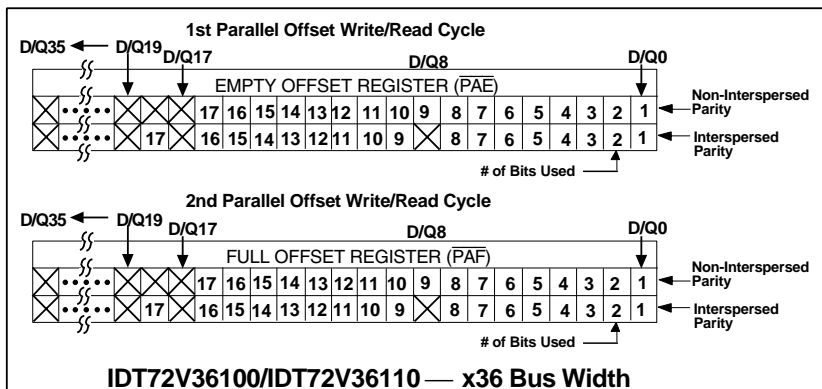 1st Parallel Offset Write/Read Cycle
D/Q35 D/Q19 D/Q17 D/Q8 D/Q0
EMPTY OFFSET REGISTER (PAE)
17 16 15 14 13 12 11 10 9 8 7 6 5 4 3 2 1 Non-Interspersed Parity
17 16 15 14 13 12 11 10 9 8 7 6 5 4 3 2 1 Interspersed Parity
# of Bits Used
2nd Parallel Offset Write/Read Cycle
D/Q35 D/Q19 D/Q17 D/Q8 D/Q0
FULL OFFSET REGISTER (PAF)
17 16 15 14 13 12 11 10 9 8 7 6 5 4 3 2 1 Non-Interspersed Parity
17 16 15 14 13 12 11 10 9 8 7 6 5 4 3 2 1 Interspersed Parity
# of Bits Used
IDT72V36100/IDT72V36110 — x36 Bus Width